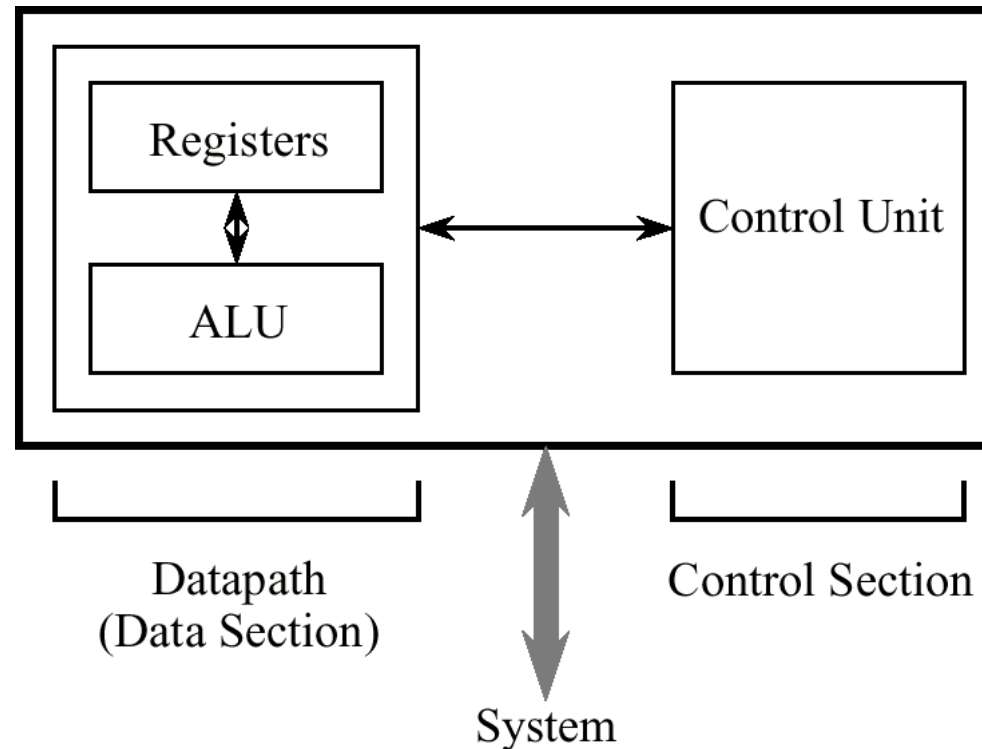 Registers
ALU
Control Unit
Datapath
(Data Section)
Control Section
System